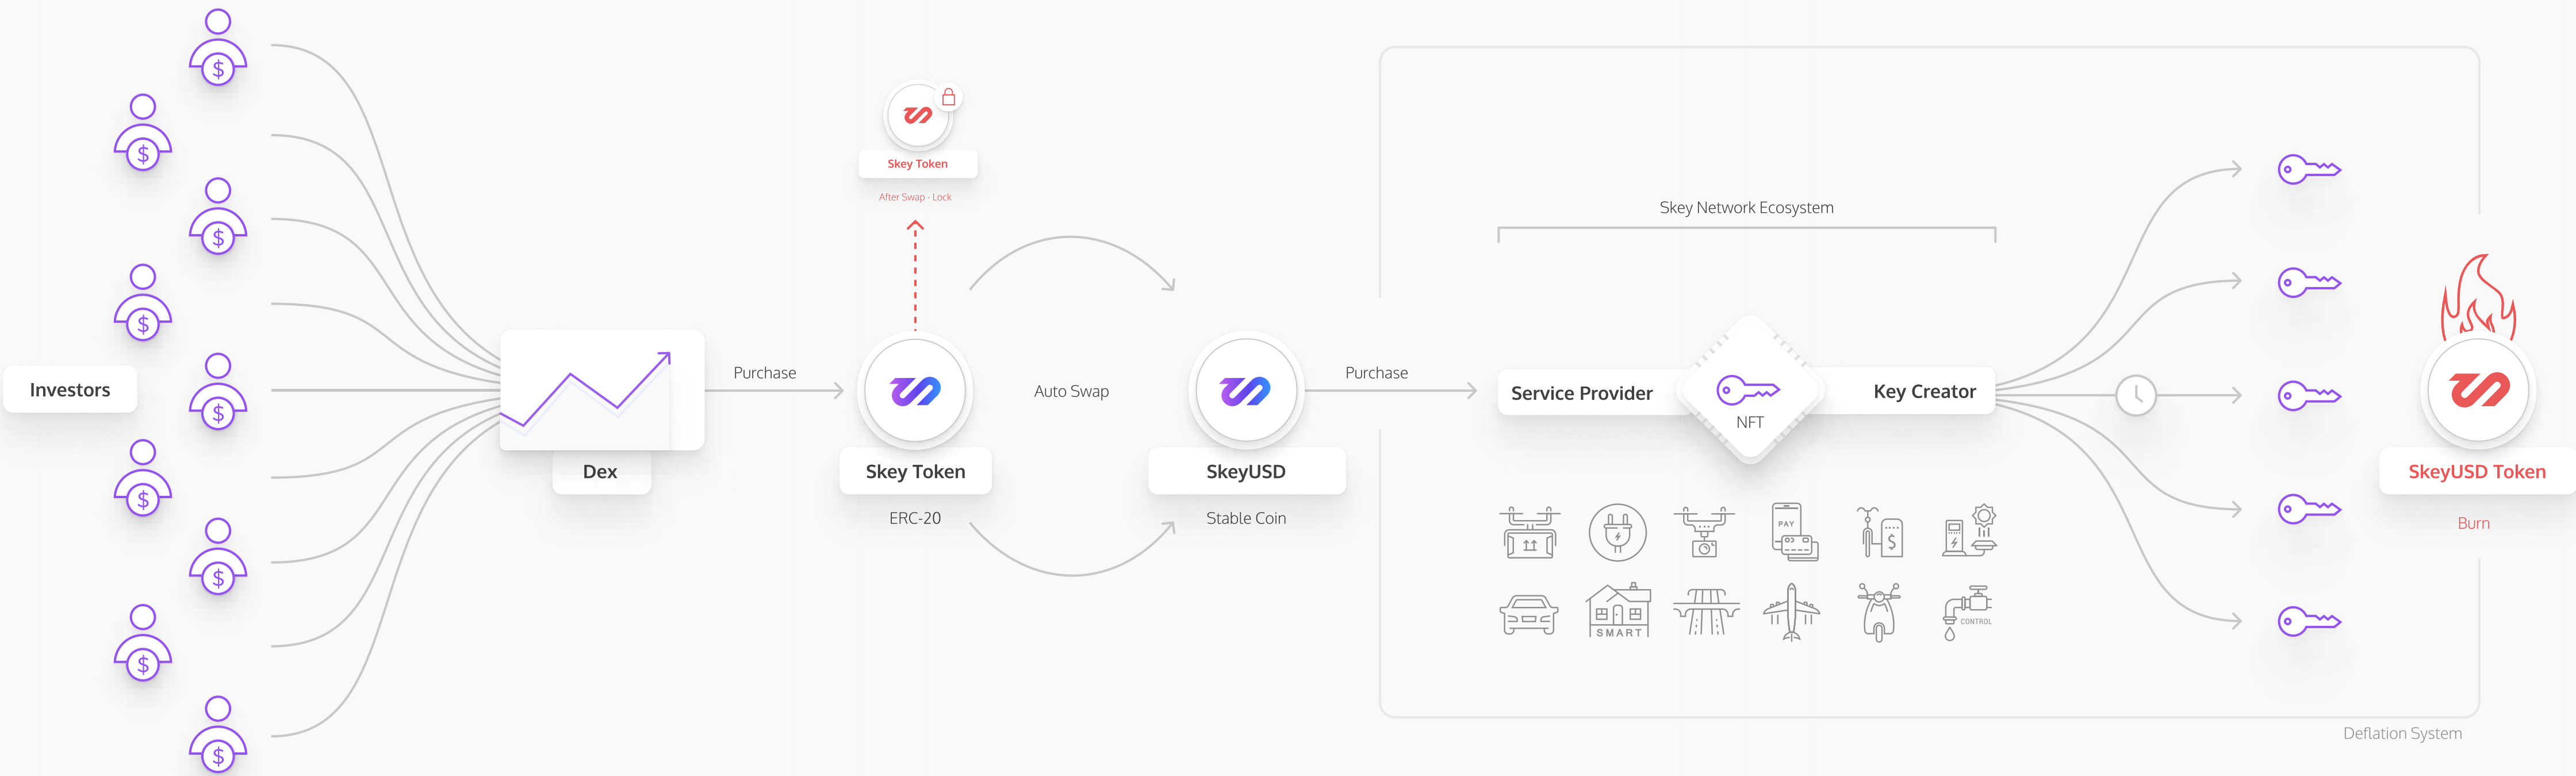 $
$
$
$
$
$
$
$
$
Investors
Dex
Purchase
Skey Token
After Swap - Lock
Skey Token
ERC-20
Auto Swap
SkeyUSD
Stable Coin
Purchase
Skey Network Ecosystem
Service Provider
NFT
Key Creator
PAY
$
SMART
CONTROL
SkeyUSD Token
Burn
Deflation System